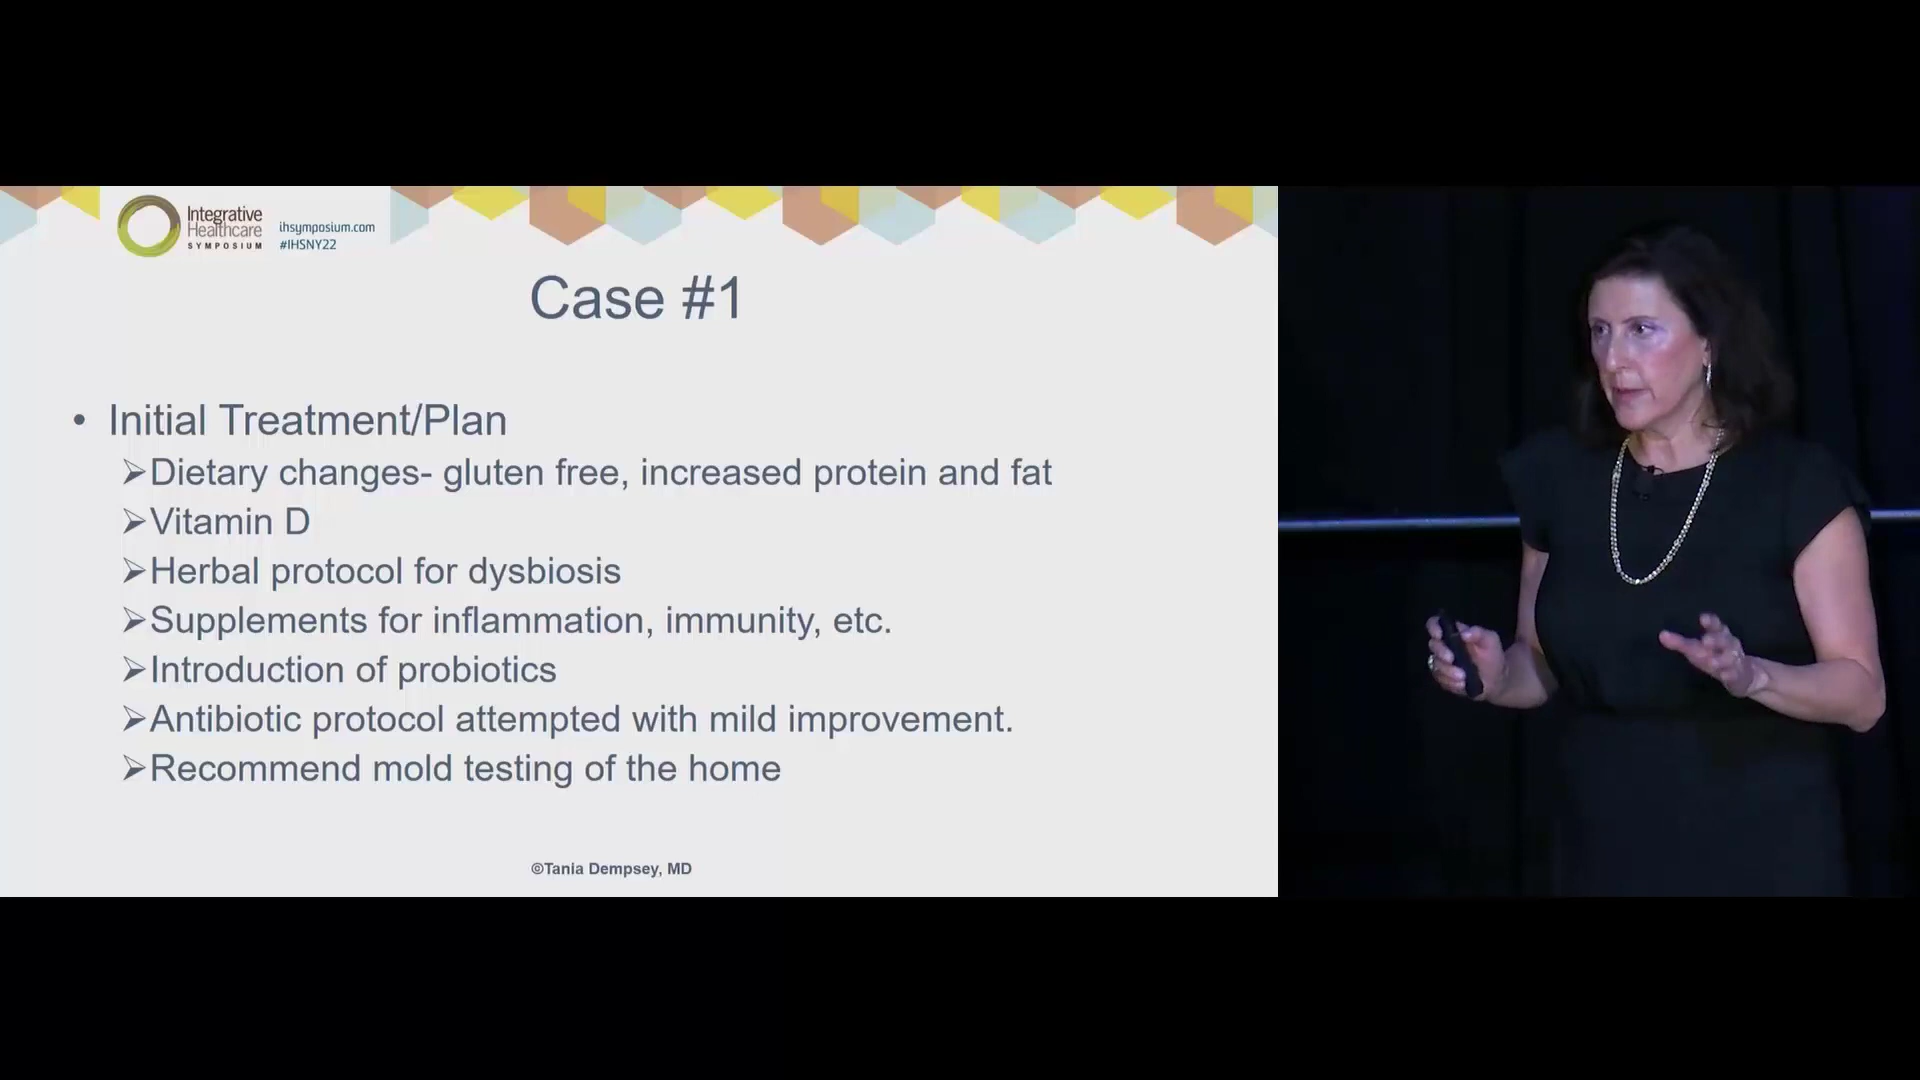 Integrative
Healthcare
SYMPOSIUM
ihsymposium.com
#IHSNY22
Case #1
• Initial Treatment/Plan
➢Dietary changes- gluten free, increased protein and fat
➢Vitamin D
➢Herbal protocol for dysbiosis
➢Supplements for inflammation, immunity, etc.
➢Introduction of probiotics
➢Antibiotic protocol attempted with mild improvement.
➢Recommend mold testing of the home
©Tania Dempsey, MD